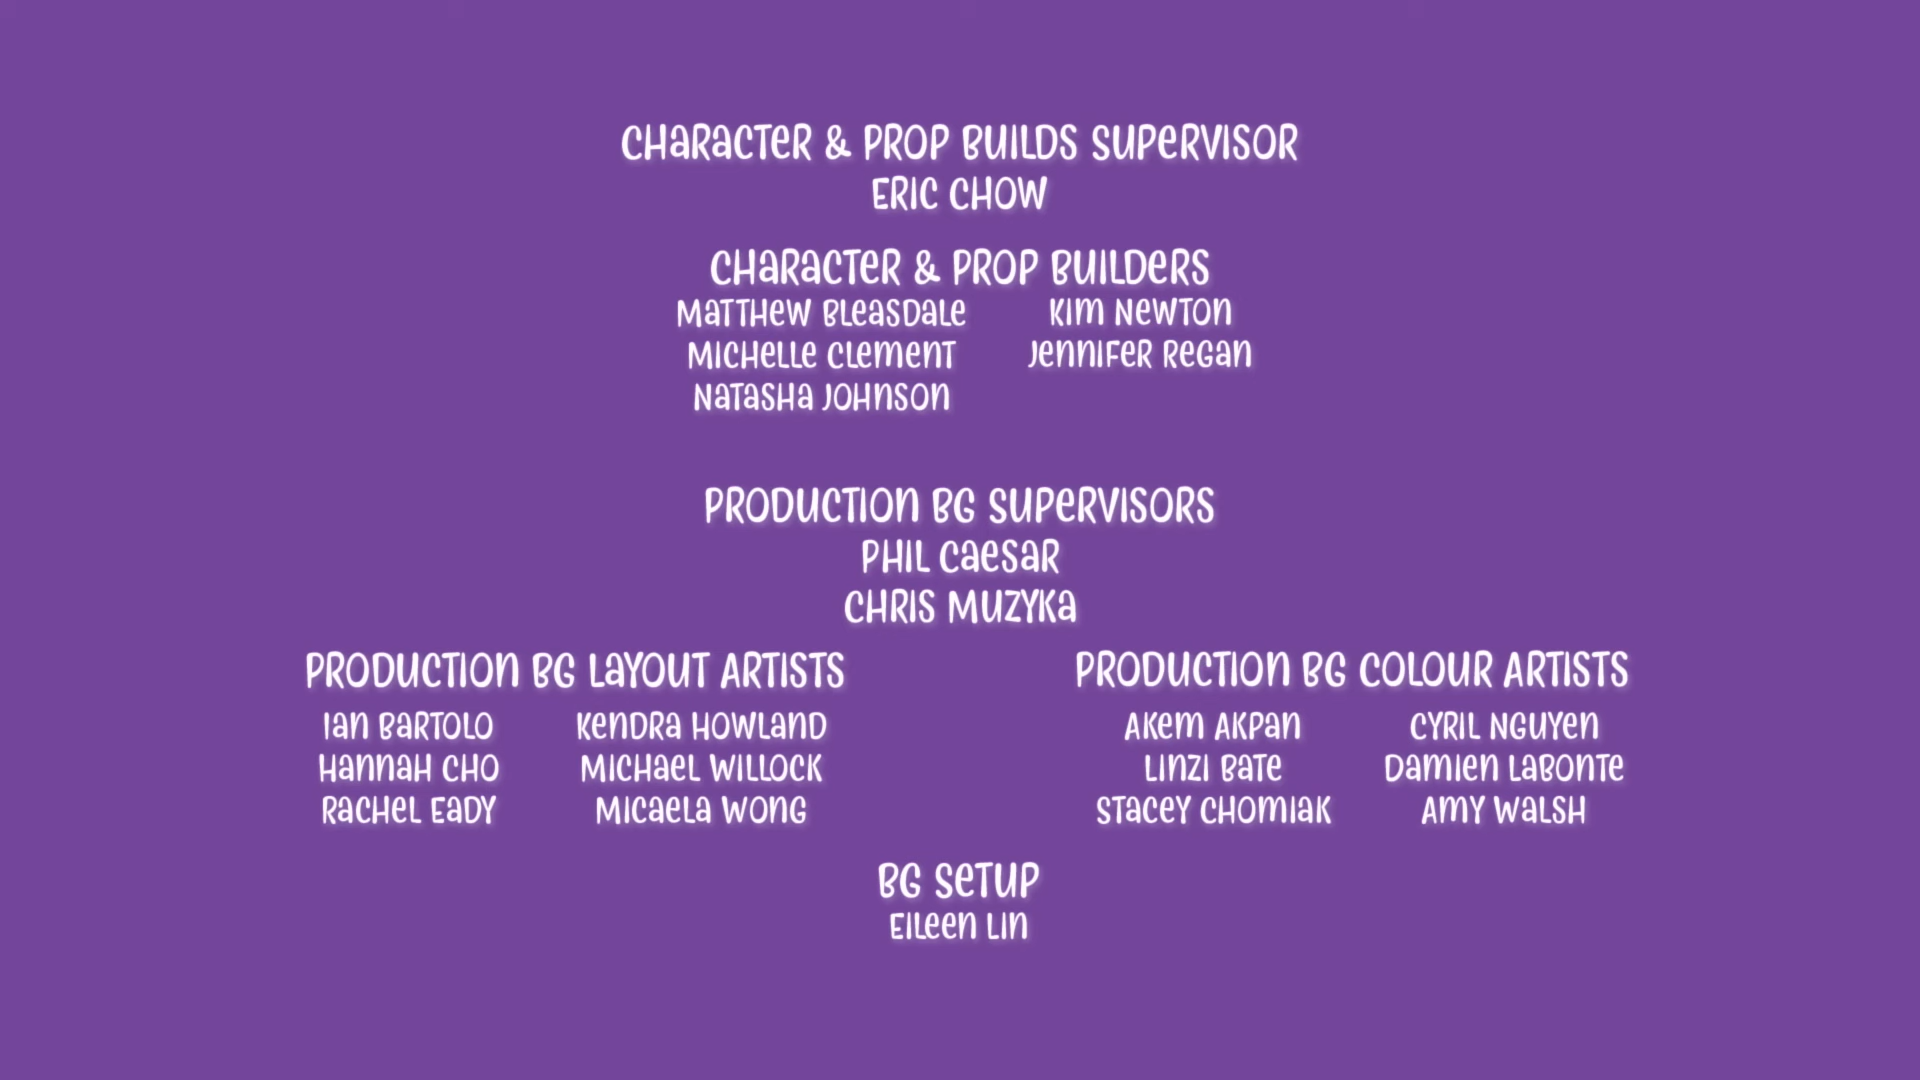 CHARACTER & PROP BUILDS SUPERVISOR
ERIC CHOW
CHARACTER & PROP BUILDERS
MATTHEW BLEASDALE KIM NEWTON
MICHELLE CLEMENT JENNIFER REGAN
NATASHA JOHNSON
PRODUCTION BG SUPERVISORS
PHIL CAESAR
CHRIS MUZYKA
PRODUCTION BG LAYOUT ARTISTS
IAN BARTOLO KENDRA HOWLAND
HANNAH CHO MICHAEL WILLOCK
RACHEL EADY MICAELA WONG
PRODUCTION BG COLOUR ARTISTS
AKEM AKPAN CYRIL NGUYEN
LINZI BATE DAMIEN LABONTE
STACEY CHOMIAK AMY WALSH
BG SETUP
EILEEN LIN